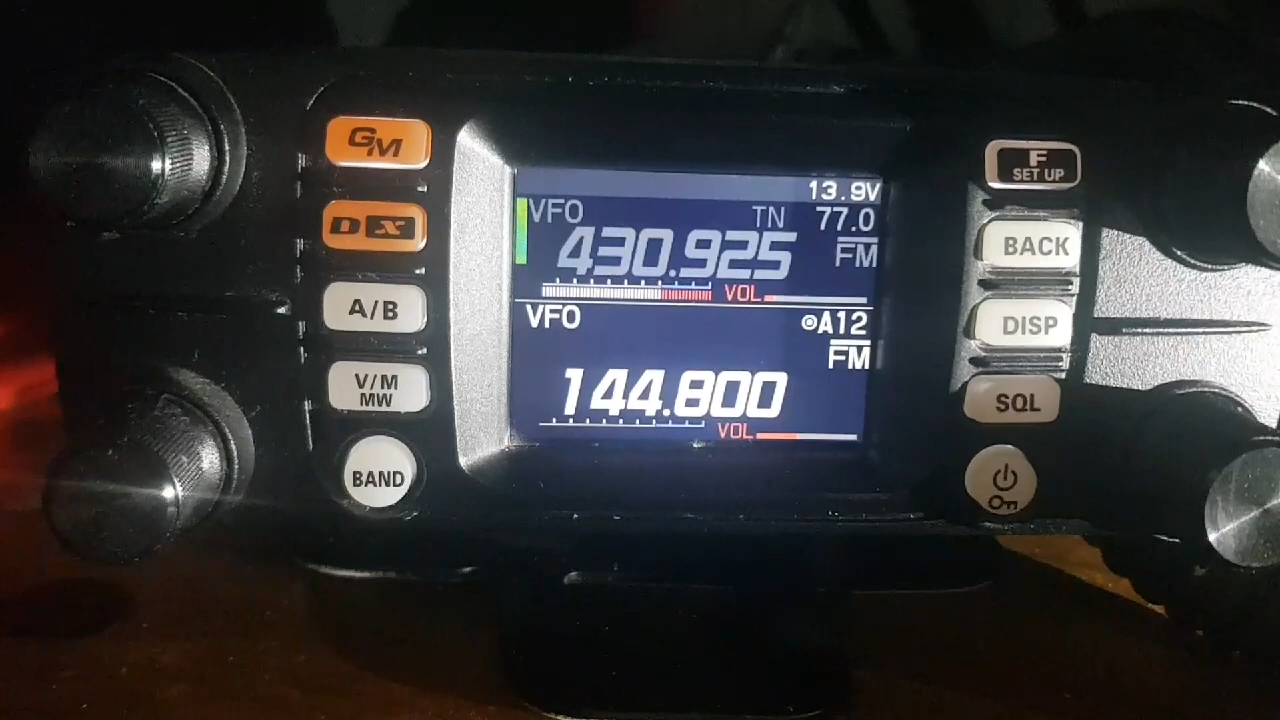 GM
DX
A/B
V/M
MW
BAND
13.9V
VFO TN 77.0
430.925 FM
VOL
VFO A12
FM
144.800
VOL
F
SET UP
BACK
DISP
SQL